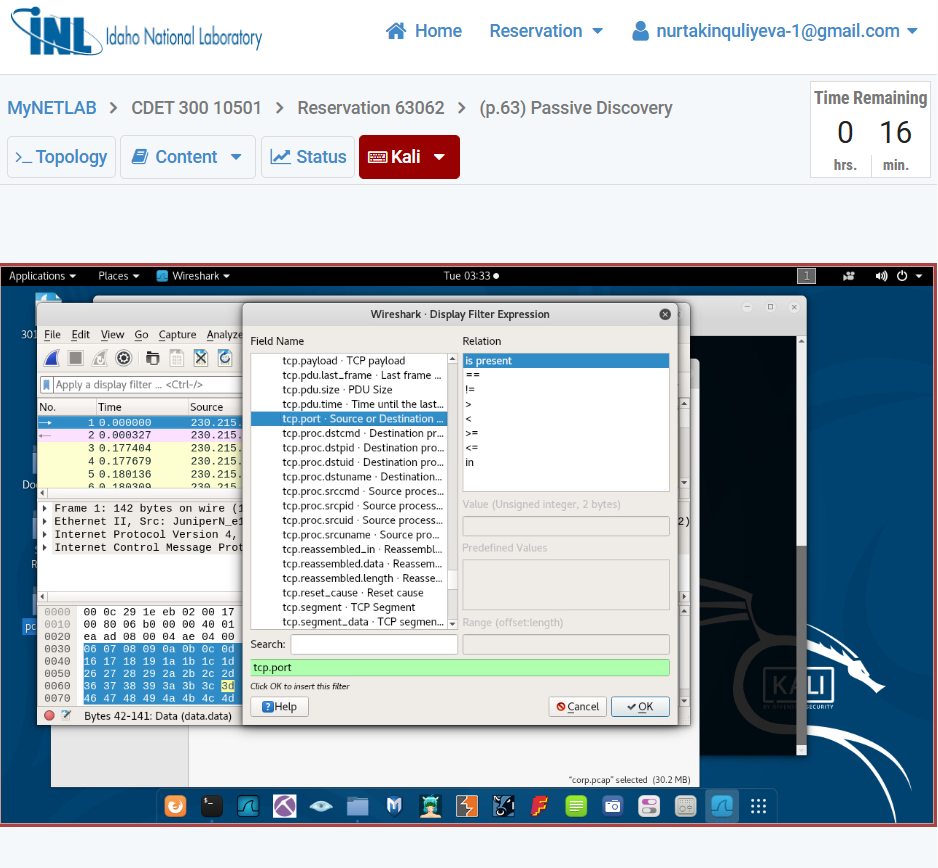 INL Idaho National Laboratory
Home Reservation nurtakinquliyeva-1@gmail.com
MyNETLAB > CDET 300 10501 > Reservation 63062 > (p.63) Passive Discovery
Time Remaining
0 16
hrs. min.
>_ Topology Content Status Kali
Applications Places Wireshark Tue 03:33 1
301
File Edit View Go Capture Analyze
Apply a display filter ... <Ctrl-/>
No. Time Source
1 0.000000 230.215.
2 0.000327 230.215.
3 0.177404 230.215.
4 0.177679 230.215.
5 0.180136 230.215.
6 0.180309 230.215.
Frame 1: 142 bytes on wire (1
Ethernet II, Src: JuniperN_e1
Internet Protocol Version 4,
Internet Control Message Prot
2)
0000 00 0c 29 1e eb 02 00 17
0010 00 80 06 b0 00 00 40 01
0020 ea ad 08 00 04 ae 04 00
0030 06 07 08 09 0a 0b 0c 0d
0040 16 17 18 19 1a 1b 1c 1d
0050 26 27 28 29 2a 2b 2c 2d
0060 36 37 38 39 3a 3b 3c 3d
0070 46 47 48 49 4a 4b 4c 4d
Bytes 42-141: Data (data.data)
Wireshark · Display Filter Expression
Field Name
tcp.payload · TCP payload
tcp.pdu.last_frame · Last frame ...
tcp.pdu.size · PDU Size
tcp.pdu.time · Time until the last...
tcp.port · Source or Destination ...
tcp.proc.dstcmd · Destination pr...
tcp.proc.dstpid · Destination pro...
tcp.proc.dstuid · Destination pro...
tcp.proc.dstuname · Destination...
tcp.proc.srccmd · Source proces...
tcp.proc.srcpid · Source process...
tcp.proc.srcuid · Source process...
tcp.proc.srcuname · Source pro...
tcp.reassembled_in · Reassembl...
tcp.reassembled.data · Reassem...
tcp.reassembled.length · Reasse...
tcp.reset_cause · Reset cause
tcp.segment · TCP Segment
tcp.segment_data · TCP segmen...
Search:
tcp.port
Click OK to insert this filter
Help
Relation
is present
==
!=
>
<
>=
<=
in
Value (Unsigned integer, 2 bytes)
Predefined Values
Range (offset:length)
Cancel OK
KALI
BY OFFENSIVE SECURITY
"corp.pcap" selected (30.2 MB)